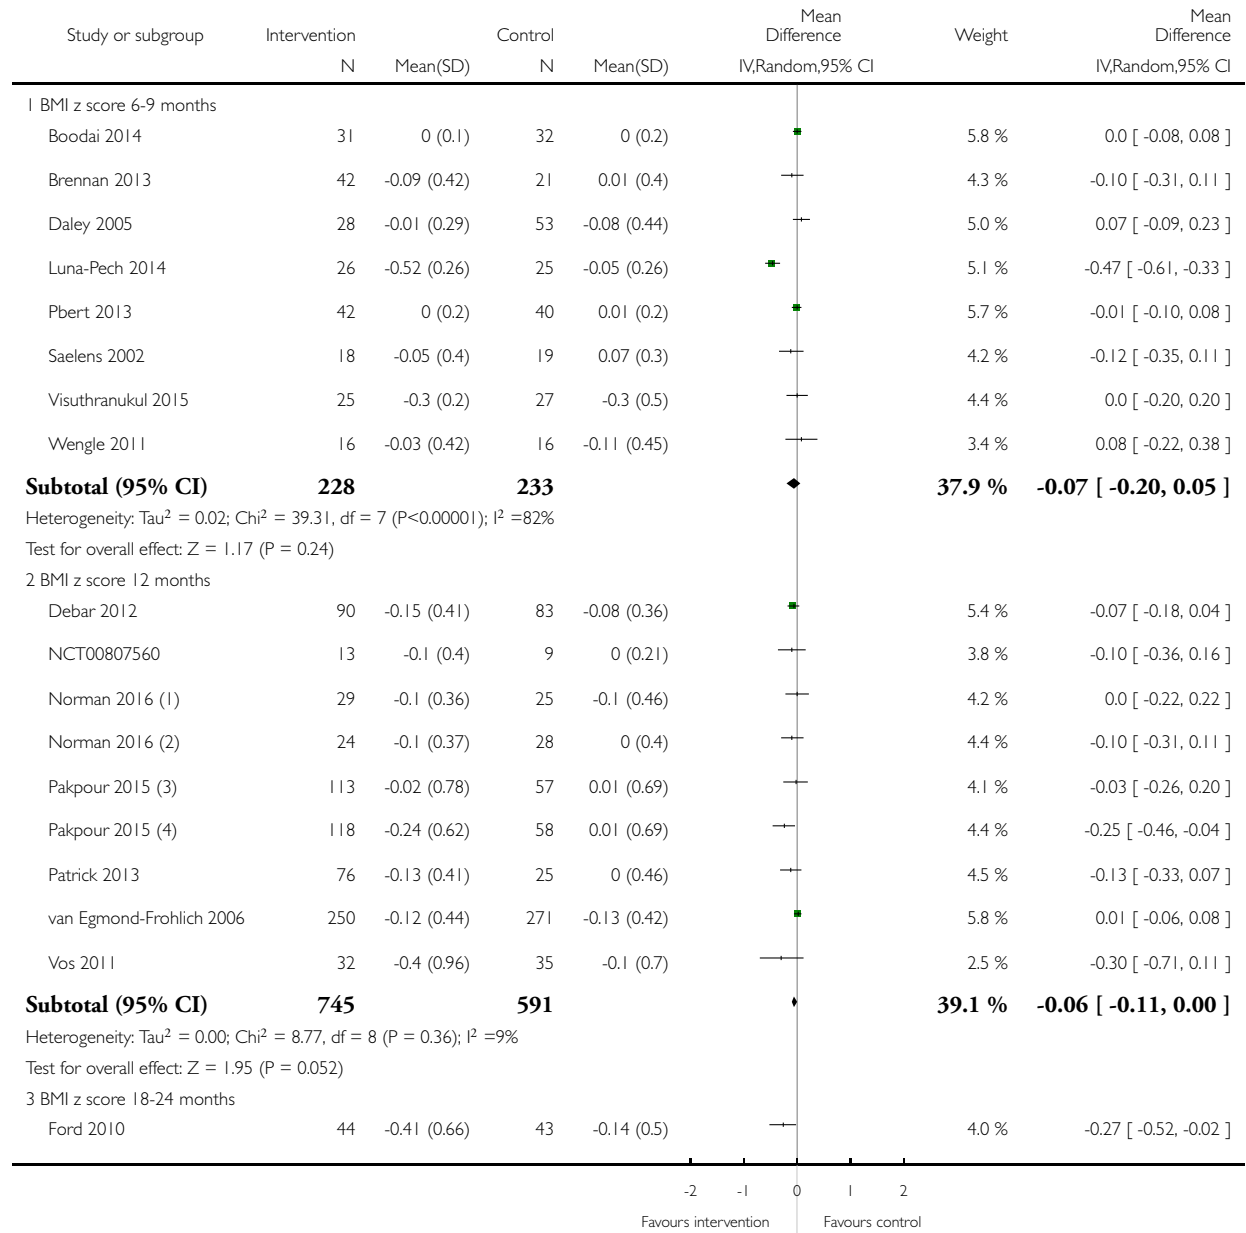 Study or subgroup Intervention Control Mean Difference Weight Mean Difference
N Mean(SD) N Mean(SD) IV,Random,95% CI IV,Random,95% CI
1 BMI z score 6-9 months
Boodai 2014 31 0 (0.1) 32 0 (0.2) 5.8 % 0.0 [ -0.08, 0.08 ]
Brennan 2013 42 -0.09 (0.42) 21 0.01 (0.4) 4.3 % -0.10 [ -0.31, 0.11 ]
Daley 2005 28 -0.01 (0.29) 53 -0.08 (0.44) 5.0 % 0.07 [ -0.09, 0.23 ]
Luna-Pech 2014 26 -0.52 (0.26) 25 -0.05 (0.26) 5.1 % -0.47 [ -0.61, -0.33 ]
Pbert 2013 42 0 (0.2) 40 0.01 (0.2) 5.7 % -0.01 [ -0.10, 0.08 ]
Saelens 2002 18 -0.05 (0.4) 19 0.07 (0.3) 4.2 % -0.12 [ -0.35, 0.11 ]
Visuthranukul 2015 25 -0.3 (0.2) 27 -0.3 (0.5) 4.4 % 0.0 [ -0.20, 0.20 ]
Wengle 2011 16 -0.03 (0.42) 16 -0.11 (0.45) 3.4 % 0.08 [ -0.22, 0.38 ]
Subtotal (95% CI) 228 233 37.9 % -0.07 [ -0.20, 0.05 ]
Heterogeneity: Tau² = 0.02; Chi² = 39.31, df = 7 (P<0.00001); I² =82%
Test for overall effect: Z = 1.17 (P = 0.24)
2 BMI z score 12 months
Debar 2012 90 -0.15 (0.41) 83 -0.08 (0.36) 5.4 % -0.07 [ -0.18, 0.04 ]
NCT00807560 13 -0.1 (0.4) 9 0 (0.21) 3.8 % -0.10 [ -0.36, 0.16 ]
Norman 2016 (1) 29 -0.1 (0.36) 25 -0.1 (0.46) 4.2 % 0.0 [ -0.22, 0.22 ]
Norman 2016 (2) 24 -0.1 (0.37) 28 0 (0.4) 4.4 % -0.10 [ -0.31, 0.11 ]
Pakpour 2015 (3) 113 -0.02 (0.78) 57 0.01 (0.69) 4.1 % -0.03 [ -0.26, 0.20 ]
Pakpour 2015 (4) 118 -0.24 (0.62) 58 0.01 (0.69) 4.4 % -0.25 [ -0.46, -0.04 ]
Patrick 2013 76 -0.13 (0.41) 25 0 (0.46) 4.5 % -0.13 [ -0.33, 0.07 ]
van Egmond-Frohlich 2006 250 -0.12 (0.44) 271 -0.13 (0.42) 5.8 % 0.01 [ -0.06, 0.08 ]
Vos 2011 32 -0.4 (0.96) 35 -0.1 (0.7) 2.5 % -0.30 [ -0.71, 0.11 ]
Subtotal (95% CI) 745 591 39.1 % -0.06 [ -0.11, 0.00 ]
Heterogeneity: Tau² = 0.00; Chi² = 8.77, df = 8 (P = 0.36); I² =9%
Test for overall effect: Z = 1.95 (P = 0.052)
3 BMI z score 18-24 months
Ford 2010 44 -0.41 (0.66) 43 -0.14 (0.5) 4.0 % -0.27 [ -0.52, -0.02 ]
-2 -1 0 1 2
Favours intervention Favours control